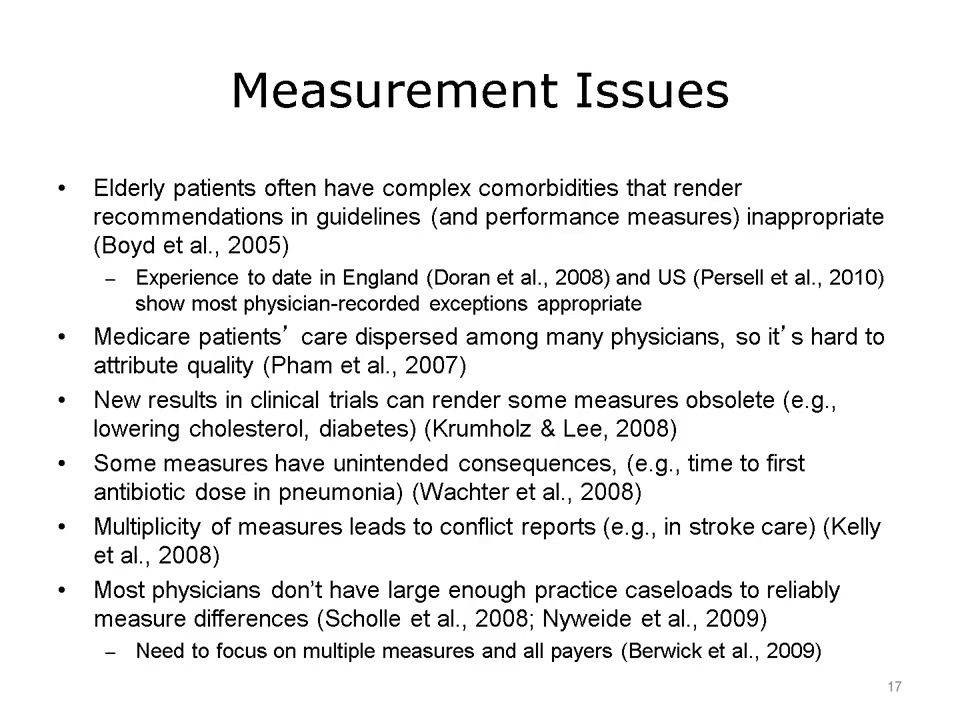 Measurement Issues
• Elderly patients often have complex comorbidities that render
recommendations in guidelines (and performance measures) inappropriate
(Boyd et al., 2005)
– Experience to date in England (Doran et al., 2008) and US (Persell et al., 2010)
show most physician-recorded exceptions appropriate
• Medicare patients’ care dispersed among many physicians, so it’s hard to
attribute quality (Pham et al., 2007)
• New results in clinical trials can render some measures obsolete (e.g.,
lowering cholesterol, diabetes) (Krumholz & Lee, 2008)
• Some measures have unintended consequences, (e.g., time to first
antibiotic dose in pneumonia) (Wachter et al., 2008)
• Multiplicity of measures leads to conflict reports (e.g., in stroke care) (Kelly
et al., 2008)
• Most physicians don’t have large enough practice caseloads to reliably
measure differences (Scholle et al., 2008; Nyweide et al., 2009)
– Need to focus on multiple measures and all payers (Berwick et al., 2009)
17